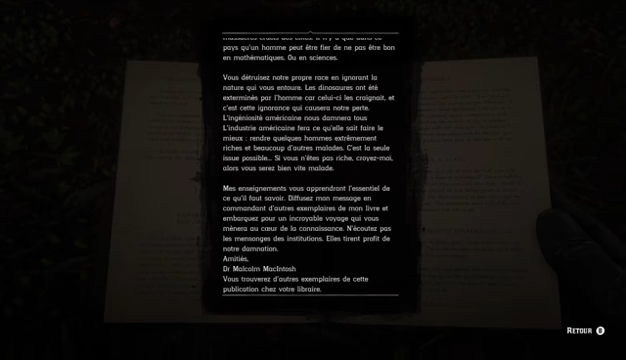 pays qu'un homme peut être fier de ne pas être bon
en mathématiques. Ou en sciences.
Vous détruisez notre propre race en ignorant la
nature qui vous entoure. Les dinosaures ont été
exterminés par l'homme car celui-ci les craignait, et
c'est cette ignorance qui causera notre perte.
L'ingéniosité américaine nous damnera tous
L'industrie américaine fera ce qu'elle sait faire le
mieux : rendre quelques hommes extrêmement
riches et beaucoup d'autres malades. C'est la seule
issue possible... Si vous n'êtes pas riche, croyez-moi,
alors vous serez bien vite malade.
Mes enseignements vous apprendront l'essentiel de
ce qu'il faut savoir. Diffusez mon message en
commandant d'autres exemplaires de mon livre et
embarquez pour un incroyable voyage qui vous
mènera au cœur de la connaissance. N'écoutez pas
les mensonges des institutions. Elles tirent profit de
notre damnation.
Amitiés,
Dr Malcolm MacIntosh
Vous trouverez d'autres exemplaires de cette
publication chez votre libraire.
Retour B